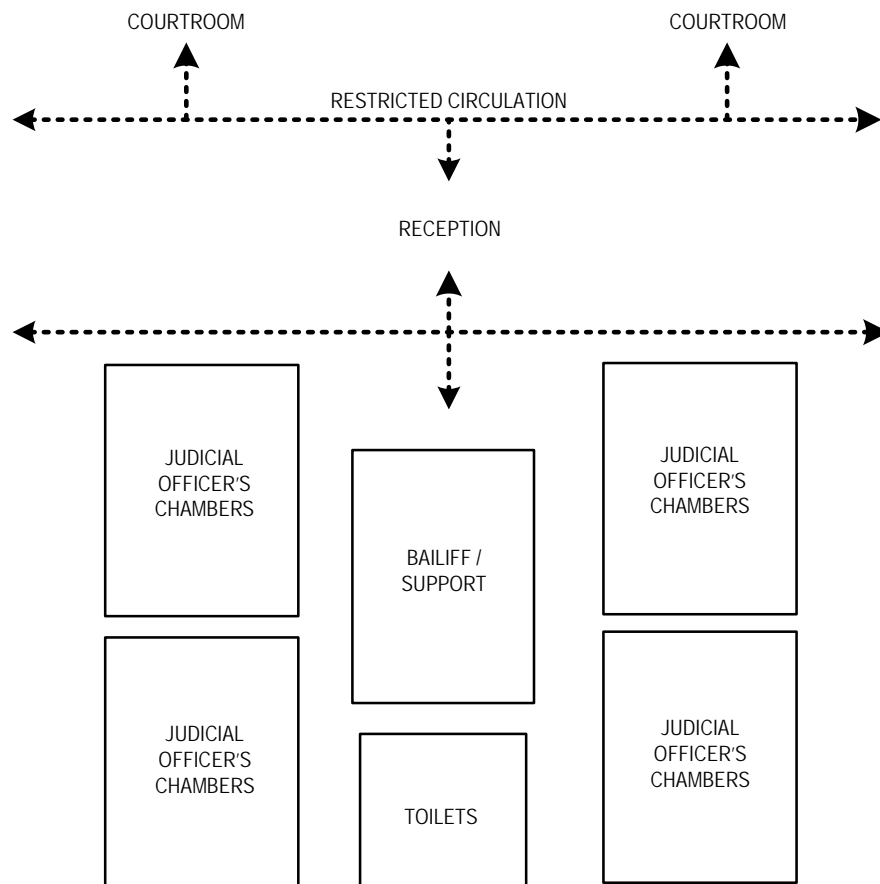 COURTROOM
COURTROOM
RESTRICTED CIRCULATION
RECEPTION
JUDICIAL
OFFICER'S
CHAMBERS
JUDICIAL
OFFICER'S
CHAMBERS
BAILIFF /
SUPPORT
JUDICIAL
OFFICER'S
CHAMBERS
JUDICIAL
OFFICER'S
CHAMBERS
TOILETS